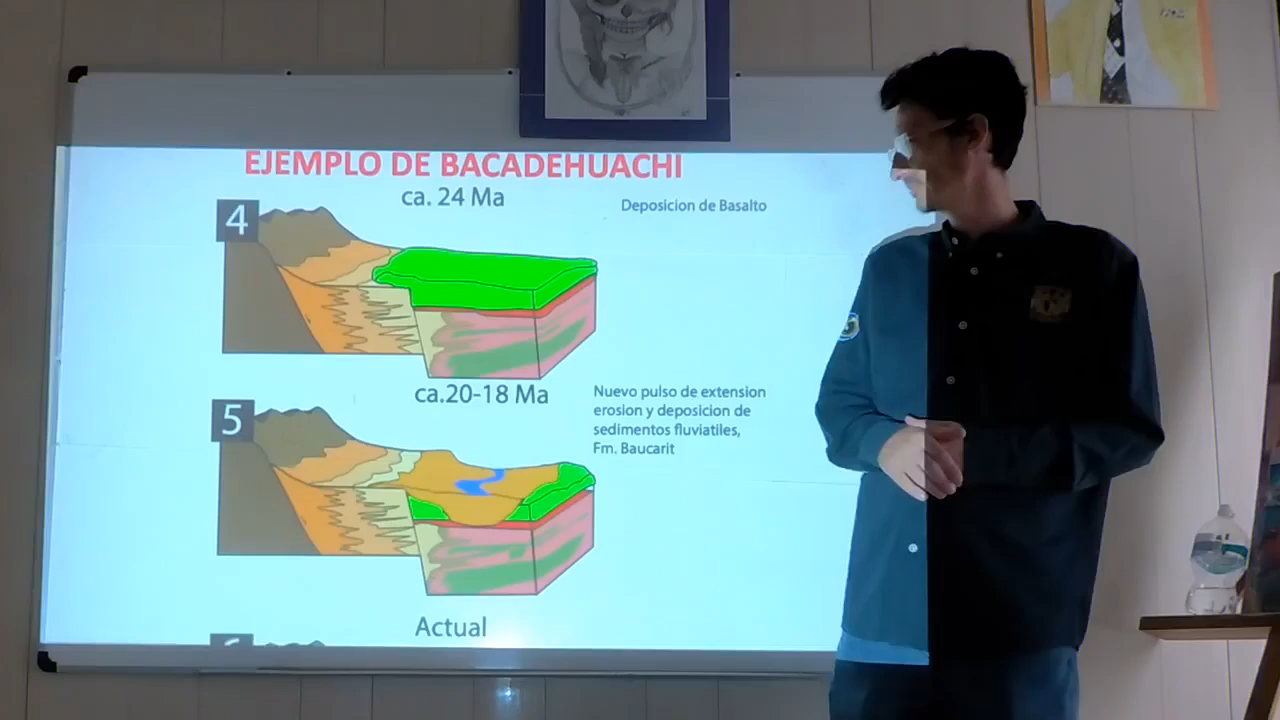 EJEMPLO DE BACADEHUACHI
ca. 24 Ma
4
Deposicion de Basalto
ca.20-18 Ma
5
Nuevo pulso de extension
erosion y deposicion de
sedimentos fluviatiles,
Fm. Baucarit
Actual